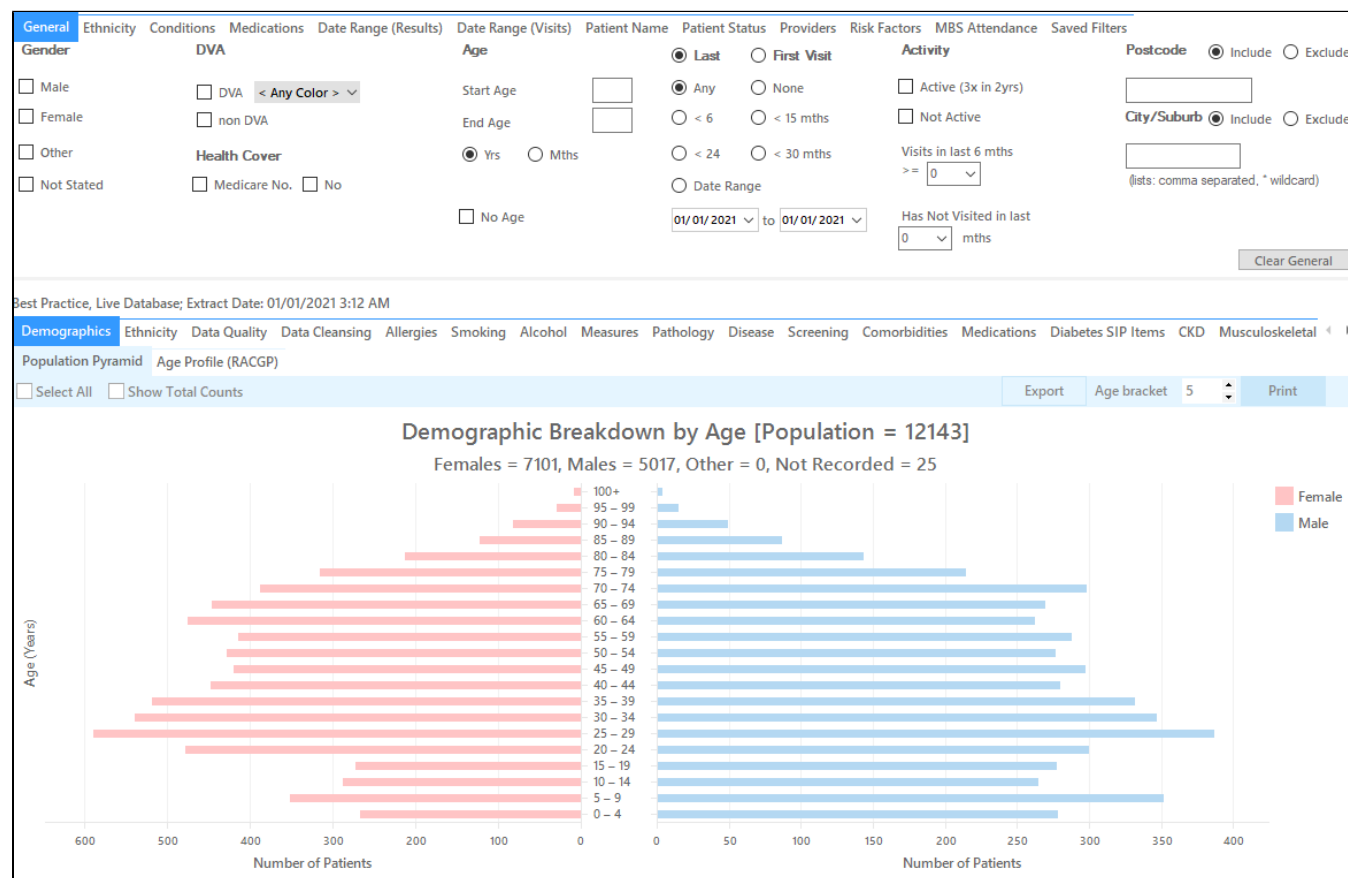 General Ethnicity Conditions Medications Date Range (Results) Date Range (Visits) Patient Name Patient Status Providers Risk Factors MBS Attendance Saved Filters
Gender DVA Age Last First Visit Activity Postcode Include Exclude
Male DVA < Any Color > Start Age Any None Active (3x in 2yrs)
Female non DVA End Age < 6 < 15 mths Not Active City/Suburb Include Exclude
Other Health Cover Yrs Mths < 24 < 30 mths Visits in last 6 mths
>= 0
Not Stated Medicare No. No Date Range (lists: comma separated, * wildcard)
No Age 01/01/2021 to 01/01/2021 Has Not Visited in last
0 mths
Clear General
Best Practice, Live Database; Extract Date: 01/01/2021 3:12 AM
Demographics Ethnicity Data Quality Data Cleansing Allergies Smoking Alcohol Measures Pathology Disease Screening Comorbidities Medications Diabetes SIP Items CKD Musculoskeletal
Population Pyramid Age Profile (RACGP)
Select All Show Total Counts Export Age bracket 5 Print
Demographic Breakdown by Age [Population = 12143]
Females = 7101, Males = 5017, Other = 0, Not Recorded = 25
100+
95 – 99
90 – 94
85 – 89
80 – 84
75 – 79
70 – 74
65 – 69
60 – 64
55 – 59
50 – 54
45 – 49
40 – 44
35 – 39
30 – 34
25 – 29
20 – 24
15 – 19
10 – 14
5 – 9
0 – 4
Female
Male
Age (Years)
600 500 400 300 200 100 0 0 50 100 150 200 250 300 350 400
Number of Patients Number of Patients